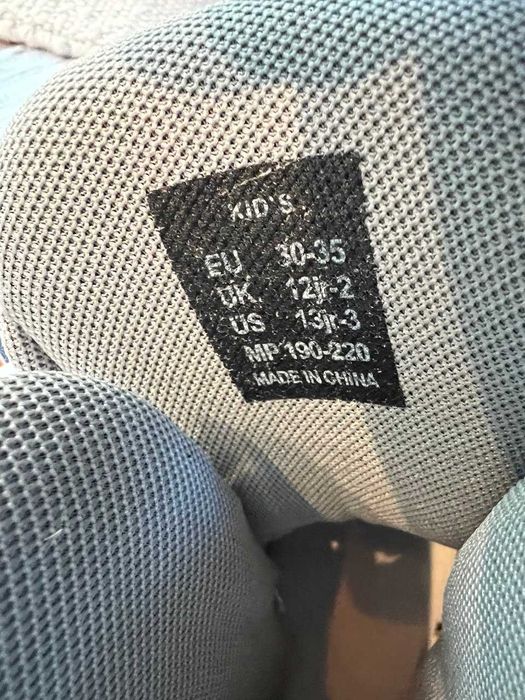 KID'S
EU 30-35
UK 12jr-2
US 13jr-3
MP 190-220
MADE IN CHINA